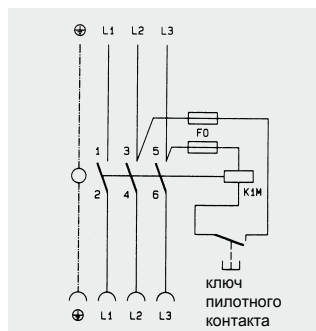 L1 L2 L3
F0
1 3 5
K1M
2 4 6
ключ
пилотного
контакта
L1 L2 L3